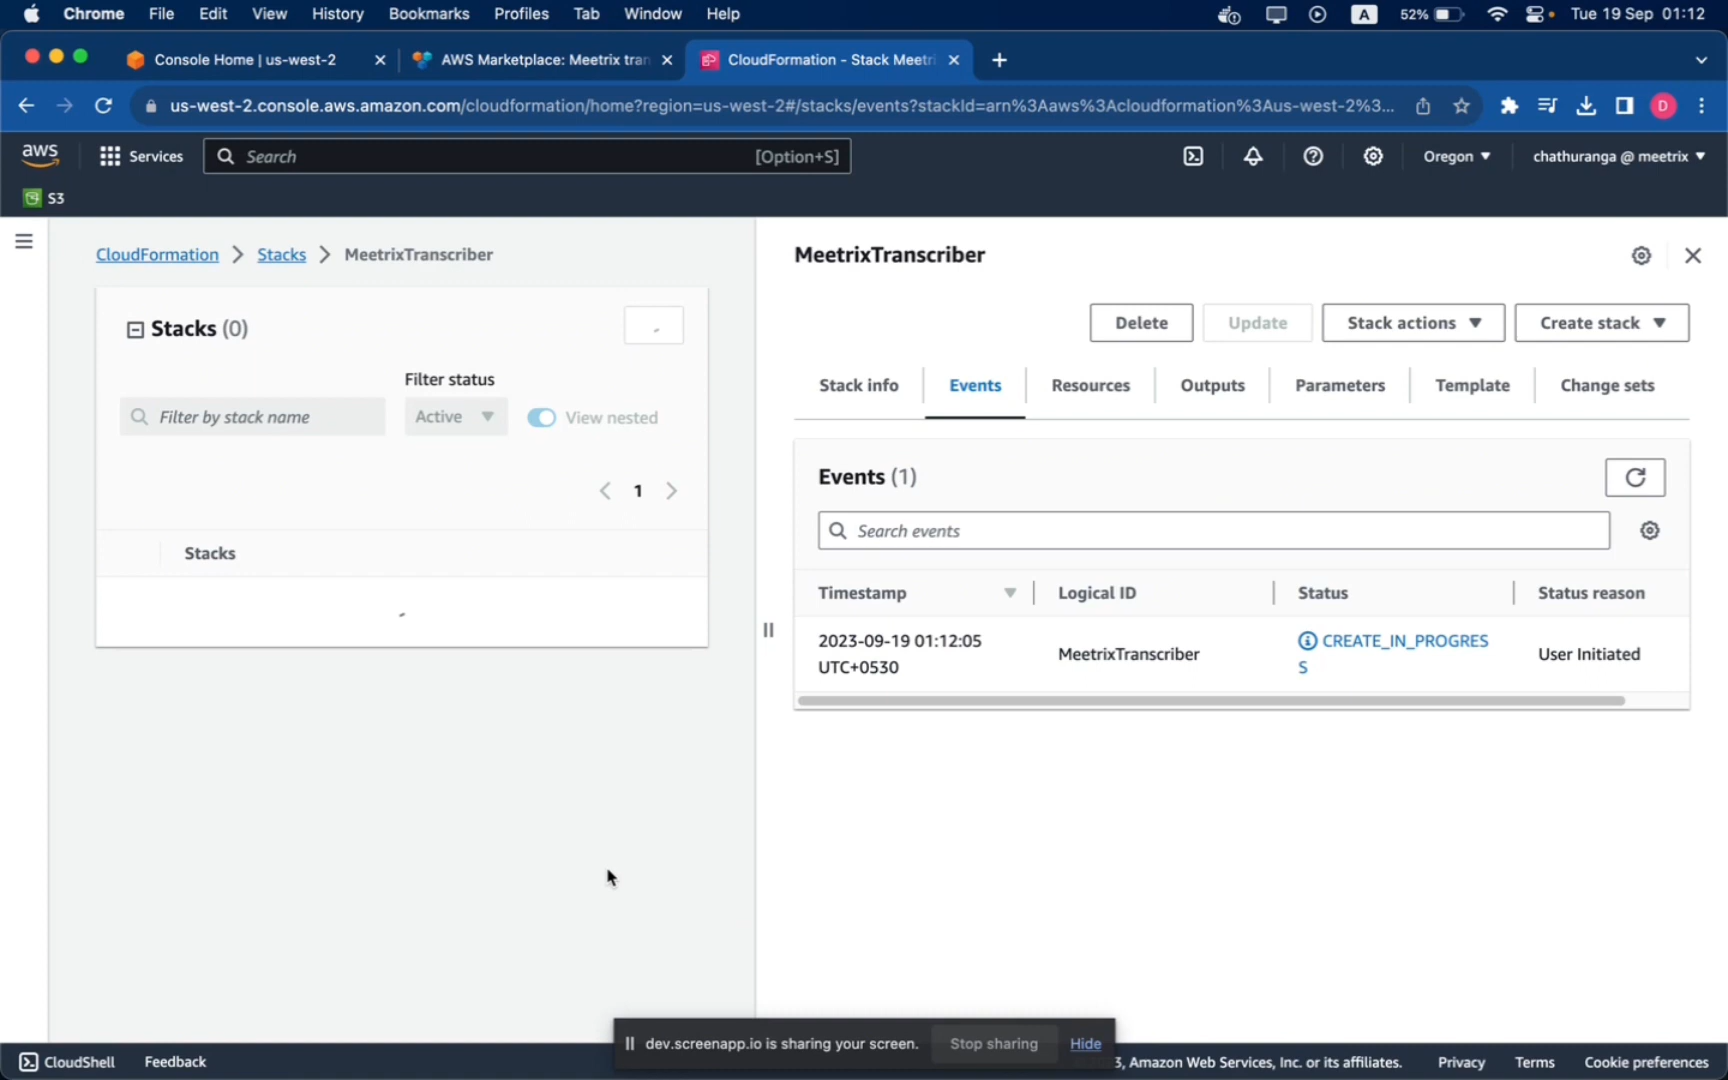 Chrome File Edit View History Bookmarks Profiles Tab Window Help A 52% Tue 19 Sep 01:12
Console Home | us-west-2 AWS Marketplace: Meetrix tran CloudFormation - Stack Meetri
us-west-2.console.aws.amazon.com/cloudformation/home?region=us-west-2#/stacks/events?stackId=arn%3Aaws%3Acloudformation%3Aus-west-2%3... D
aws Services Search [Option+S] Oregon chathuranga @ meetrix
S3
CloudFormation Stacks MeetrixTranscriber
Stacks (0)
Filter status
Filter by stack name Active View nested
1
Stacks
MeetrixTranscriber
Delete Update Stack actions Create stack
Stack info Events Resources Outputs Parameters Template Change sets
Events (1)
Search events
Timestamp Logical ID Status Status reason
2023-09-19 01:12:05 UTC+0530 MeetrixTranscriber CREATE_IN_PROGRESS User Initiated
dev.screenapp.io is sharing your screen. Stop sharing Hide
CloudShell Feedback 3, Amazon Web Services, Inc. or its affiliates. Privacy Terms Cookie preferences